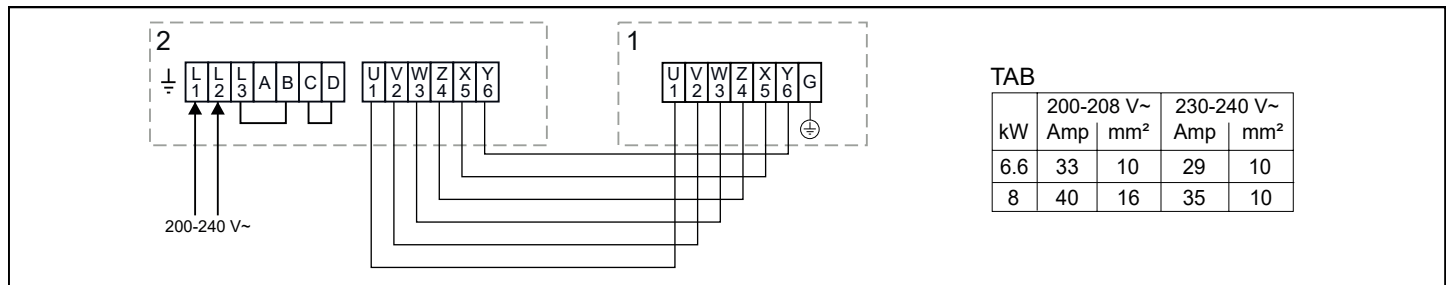 2
L1 L2 L3 A B C D
U1 V2 W3 Z4 X5 Y6
200-240 V~
1
U1 V2 W3 Z4 X5 Y6 G
TAB
kW 200-208 V~ 230-240 V~
Amp mm² Amp mm²
6.6 33 10 29 10
8 40 16 35 10